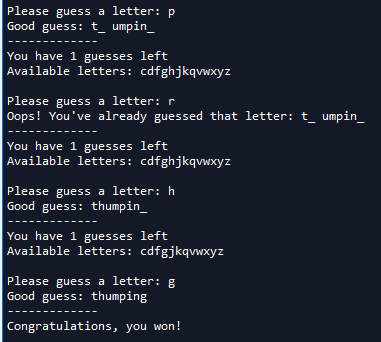 Please guess a letter: p
Good guess: t_ umpin_
-------------
You have 1 guesses left
Available letters: cdfghjkqvwxyz
Please guess a letter: r
Oops! You've already guessed that letter: t_ umpin_
-------------
You have 1 guesses left
Available letters: cdfghjkqvwxyz
Please guess a letter: h
Good guess: thumpin_
-------------
You have 1 guesses left
Available letters: cdfgjkqvwxyz
Please guess a letter: g
Good guess: thumping
-------------
Congratulations, you won!